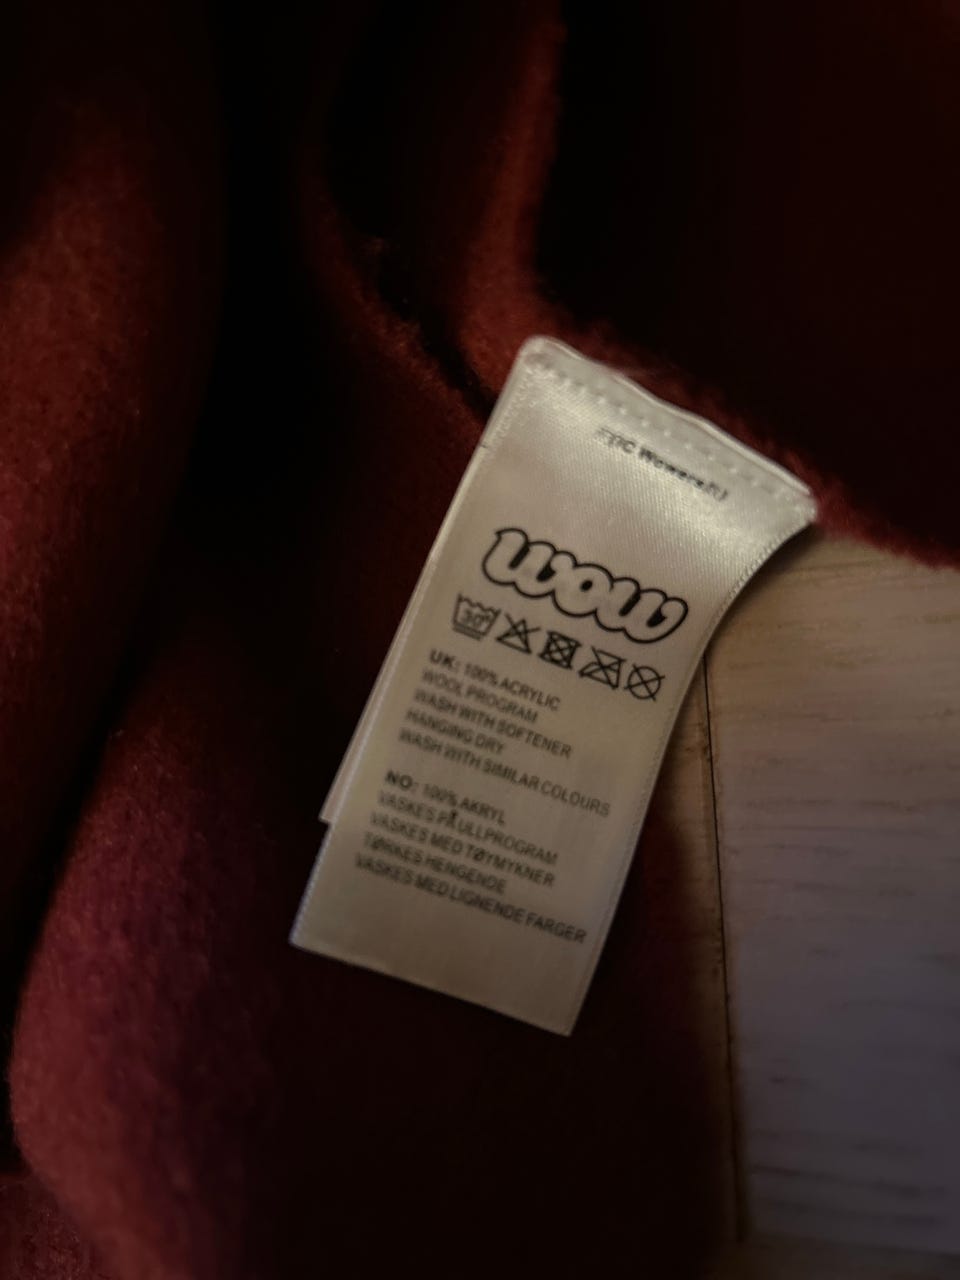 wow
30°
UK: 100% ACRYLIC
WOOL PROGRAM
WASH WITH SOFTENER
HANGING DRY
WASH WITH SIMILAR COLOURS
NO: 100% AKRYL
VASKES PÅ ULLPROGRAM
VASKES MED TØYMYKNER
TØRKES HENGENDE
VASKES MED LIGNENDE FARGER